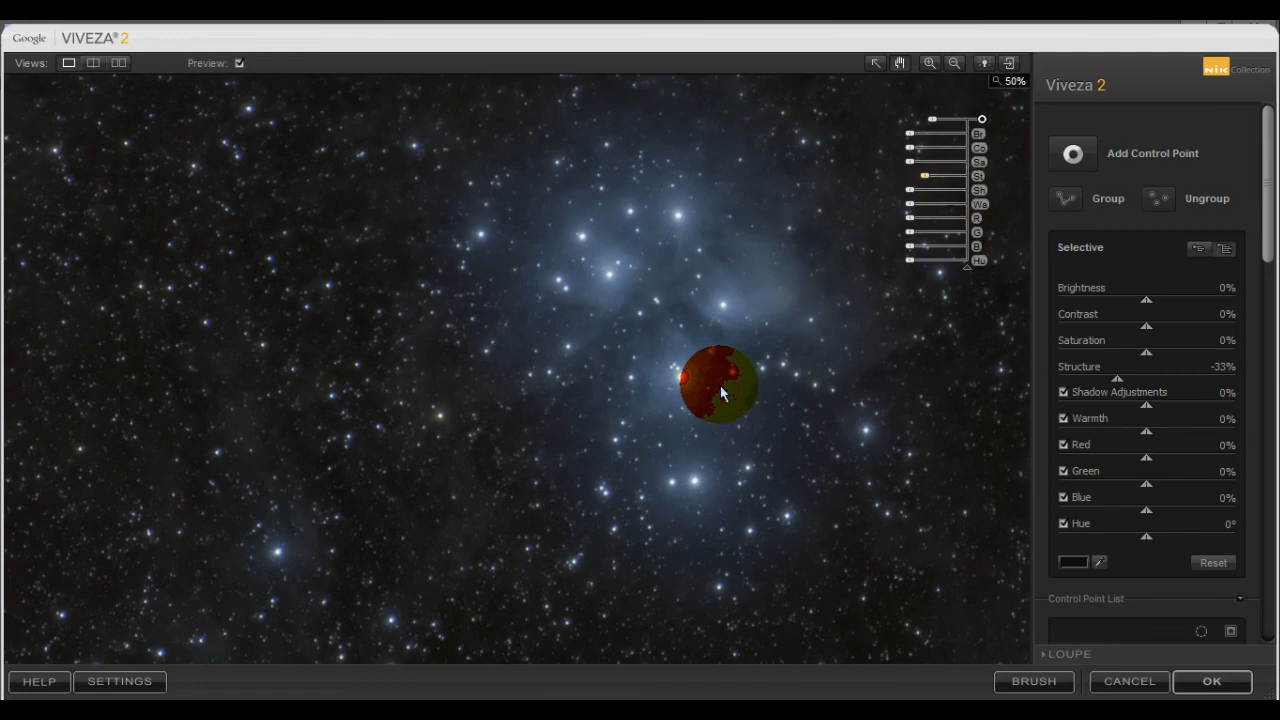 Google VIVEZA® 2
Views:
Preview:
50%
Br
Co
Sa
St
Sh
Wa
R
G
B
Hu
NIK Collection
Viveza 2
Add Control Point
Group
Ungroup
Selective
Brightness 0%
Contrast 0%
Saturation 0%
Structure -33%
Shadow Adjustments 0%
Warmth 0%
Red 0%
Green 0%
Blue 0%
Hue 0°
Reset
Control Point List
LOUPE
HELP
SETTINGS
BRUSH
CANCEL
OK